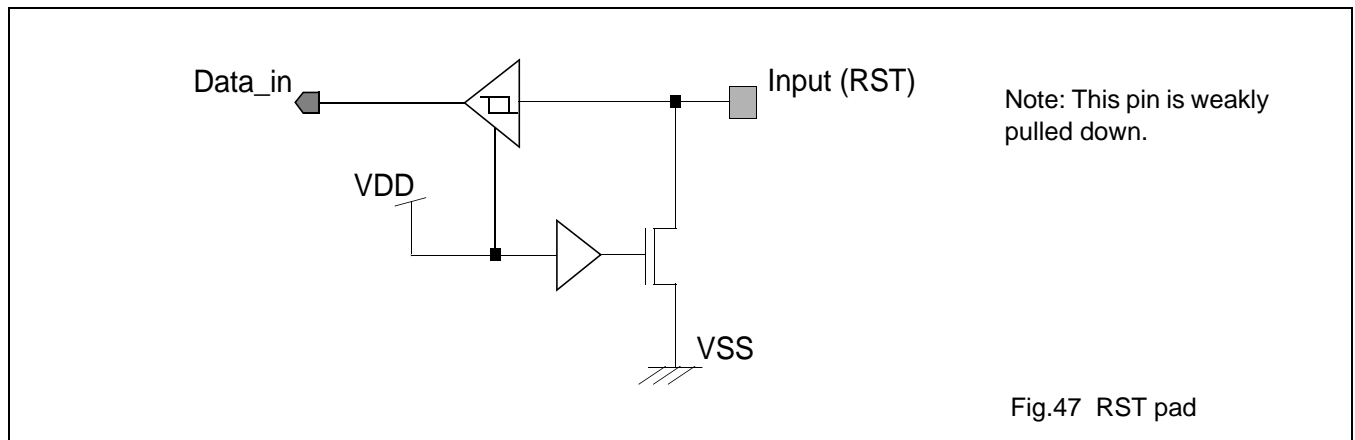 Data_in
Input (RST)
Note: This pin is weakly
pulled down.
VDD
VSS
Fig.47 RST pad